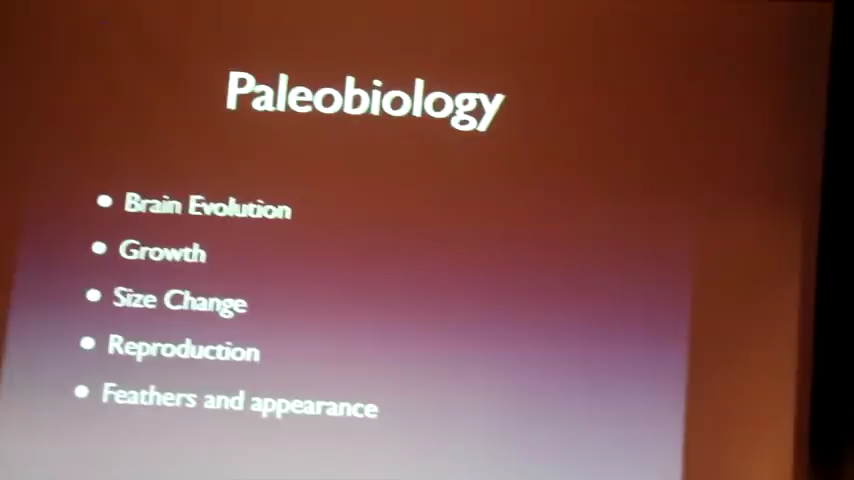 Paleobiology
• Brain Evolution
• Growth
• Size Change
• Reproduction
• Feathers and appearance